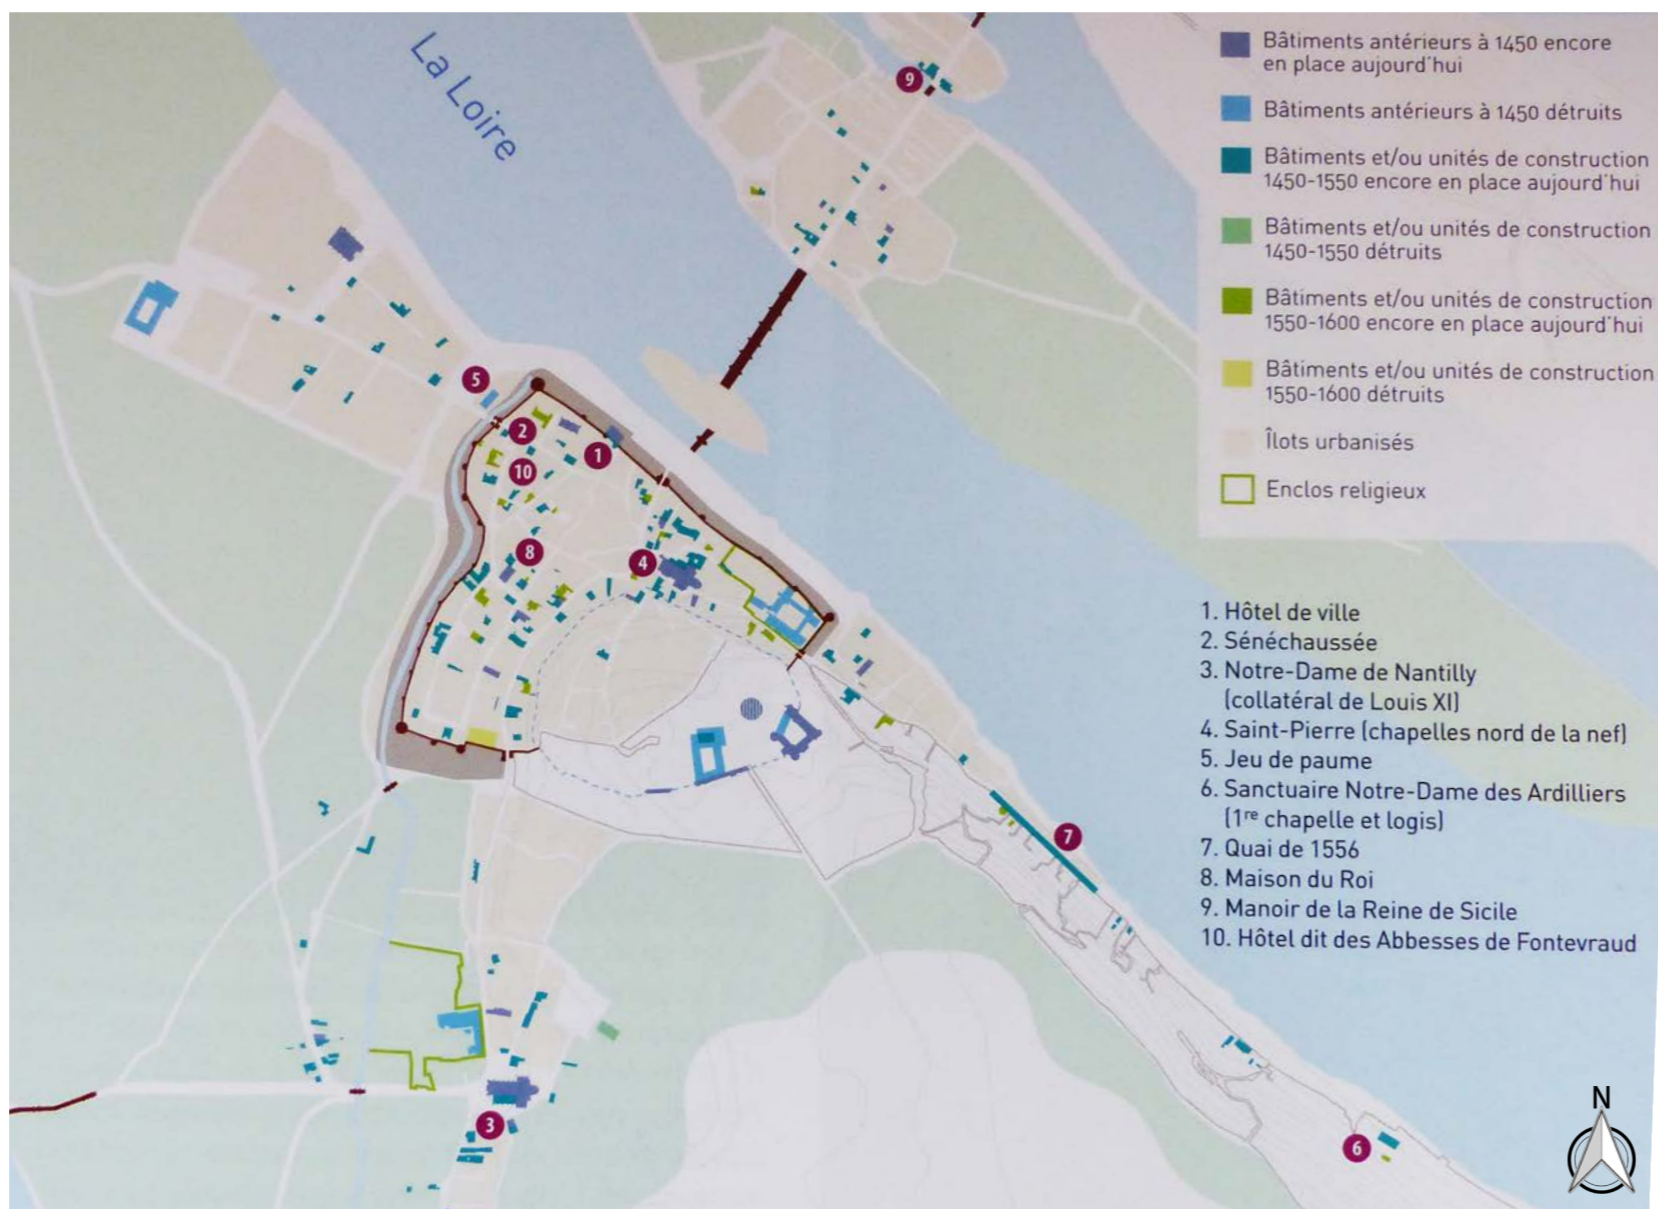 La Loire
9
5
2
1
10
8
4
7
3
6
Bâtiments antérieurs à 1450 encore
en place aujourd'hui
Bâtiments antérieurs à 1450 détruits
Bâtiments et/ou unités de construction
1450-1550 encore en place aujourd'hui
Bâtiments et/ou unités de construction
1450-1550 détruits
Bâtiments et/ou unités de construction
1550-1600 encore en place aujourd'hui
Bâtiments et/ou unités de construction
1550-1600 détruits
Îlots urbanisés
Enclos religieux
1. Hôtel de ville
2. Sénéchaussée
3. Notre-Dame de Nantilly
(collatéral de Louis XI)
4. Saint-Pierre (chapelles nord de la nef)
5. Jeu de paume
6. Sanctuaire Notre-Dame des Ardilliers
(1re chapelle et logis)
7. Quai de 1556
8. Maison du Roi
9. Manoir de la Reine de Sicile
10. Hôtel dit des Abbesses de Fontevraud
N